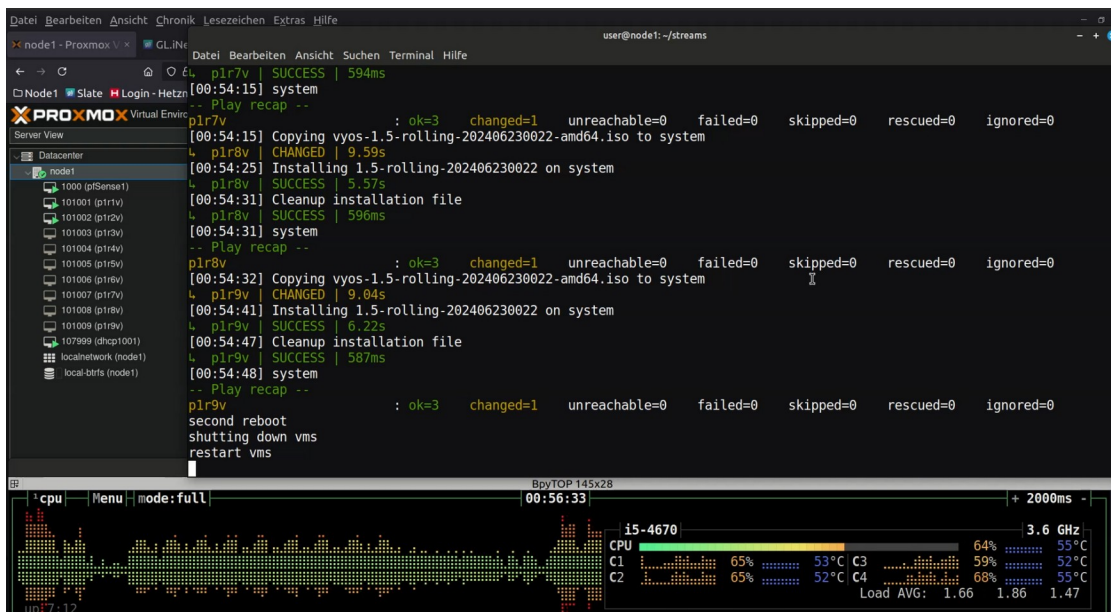 Datei Bearbeiten Ansicht Chronik Lesezeichen Extras Hilfe
user@node1: ~/streams
node1 - Proxmox V
GL.iNe
Datei Bearbeiten Ansicht Suchen Terminal Hilfe
Node1 Slate Login - Hetzn
PROXMOX Virtual Enviro
Server View
Datacenter
node1
1000 (pfSense1)
101001 (p1r1v)
101002 (p1r2v)
101003 (p1r3v)
101004 (p1r4v)
101005 (p1r5v)
101006 (p1r6v)
101007 (p1r7v)
101008 (p1r8v)
101009 (p1r9v)
107999 (dhcp1001)
localnetwork (node1)
local-btrfs (node1)
↳ p1r7v | SUCCESS | 594ms
[00:54:15] system
-- Play recap --
p1r7v : ok=3 changed=1 unreachable=0 failed=0 skipped=0 rescued=0 ignored=0
[00:54:15] Copying vyos-1.5-rolling-202406230022-amd64.iso to system
↳ p1r8v | CHANGED | 9.59s
[00:54:25] Installing 1.5-rolling-202406230022 on system
↳ p1r8v | SUCCESS | 5.57s
[00:54:31] Cleanup installation file
↳ p1r8v | SUCCESS | 596ms
[00:54:31] system
-- Play recap --
p1r8v : ok=3 changed=1 unreachable=0 failed=0 skipped=0 rescued=0 ignored=0
[00:54:32] Copying vyos-1.5-rolling-202406230022-amd64.iso to system
↳ p1r9v | CHANGED | 9.04s
[00:54:41] Installing 1.5-rolling-202406230022 on system
↳ p1r9v | SUCCESS | 6.22s
[00:54:47] Cleanup installation file
↳ p1r9v | SUCCESS | 587ms
[00:54:48] system
-- Play recap --
p1r9v : ok=3 changed=1 unreachable=0 failed=0 skipped=0 rescued=0 ignored=0
second reboot
shutting down vms
restart vms
BpyTOP 145x28
¹cpu Menu mode:full 00:56:33 + 2000ms -
i5-4670 3.6 GHz
CPU 64% 55°C
C1 65% 53°C C3 59% 52°C
C2 65% 52°C C4 68% 55°C
Load AVG: 1.66 1.86 1.47
up 7:12